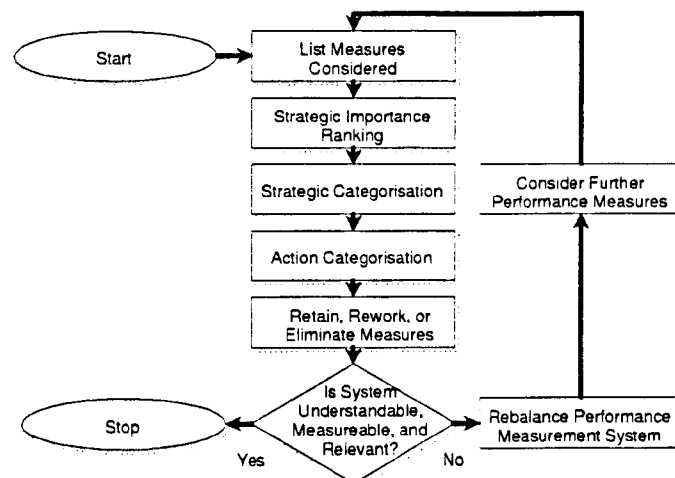 Start
List Measures
Considered
Strategic Importance
Ranking
Strategic Categorisation
Consider Further
Performance Measures
Action Categorisation
Retain, Rework, or
Eliminate Measures
Is System
Understandable,
Measureable, and
Relevant?
Stop
Yes
No
Rebalance Performance
Measurement System